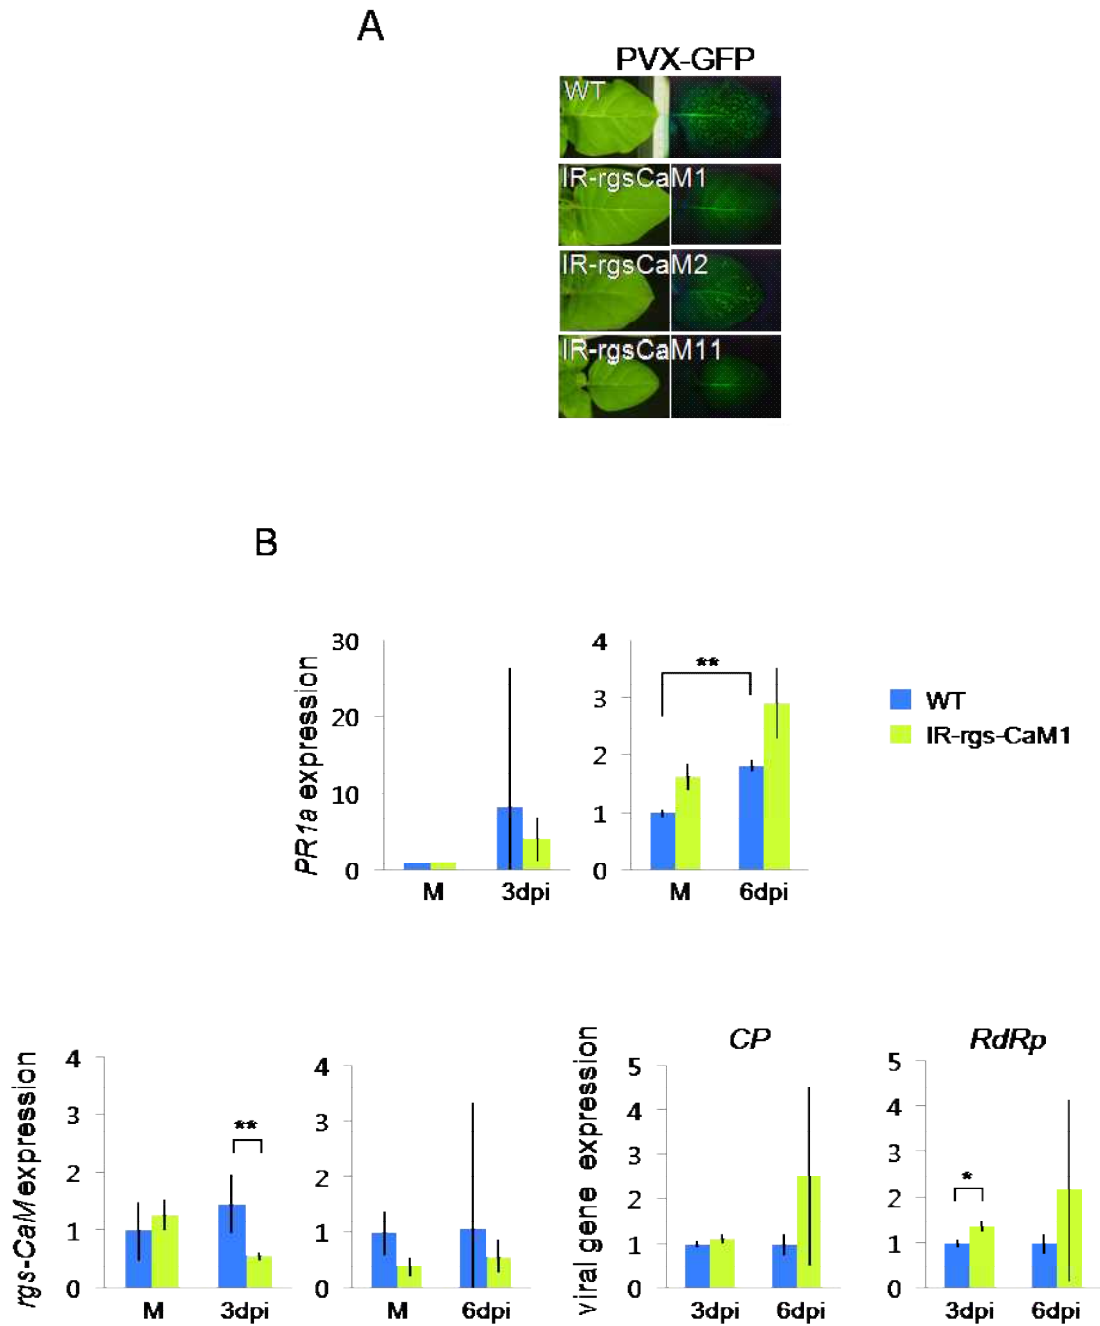 A
PVX-GFP
WT
IR-rgsCaM1
IR-rgsCaM2
IR-rgsCaM11
B
PR1a expression
30
20
10
0
M
3dpi
4
3
2
1
0
**
M
6dpi
WT
IR-rgs-CaM1
rgs-CaM expression
4
3
2
1
0
**
M
3dpi
4
3
2
1
0
M
6dpi
viral gene expression
CP
5
4
3
2
1
0
3dpi
6dpi
RdRp
5
4
3
2
1
0
*
3dpi
6dpi